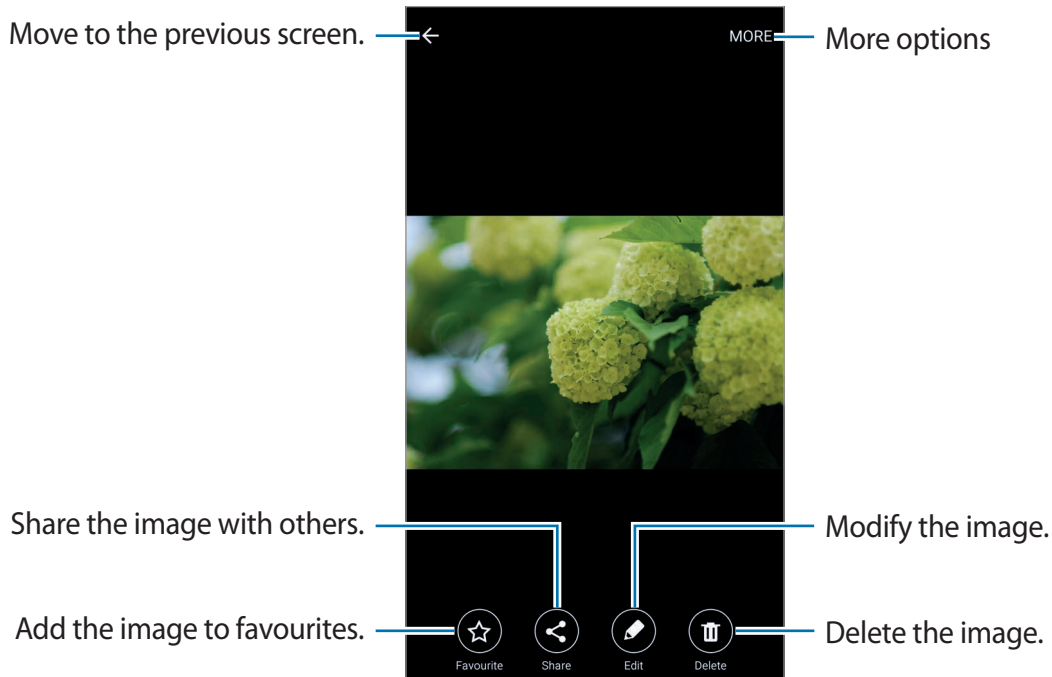 Move to the previous screen.
MORE
More options
Share the image with others.
Modify the image.
Add the image to favourites.
Delete the image.
Favourite
Share
Edit
Delete